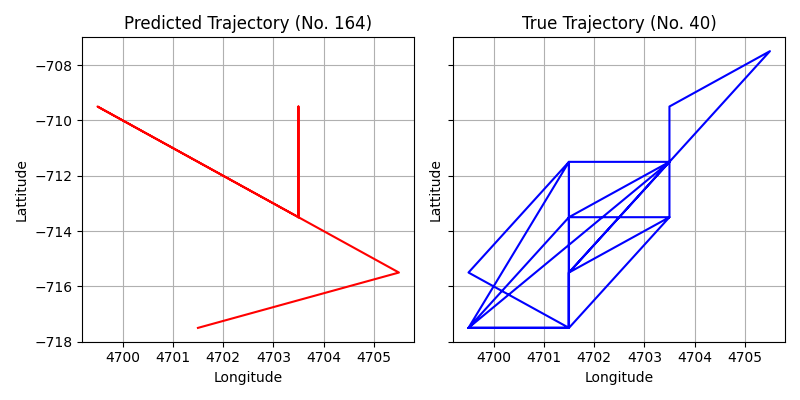 Predicted Trajectory (No. 164)
True Trajectory (No. 40)
Lattitude
−708
−710
−712
−714
−716
−718
4700 4701 4702 4703 4704 4705
Longitude
Lattitude
4700 4701 4702 4703 4704 4705
Longitude